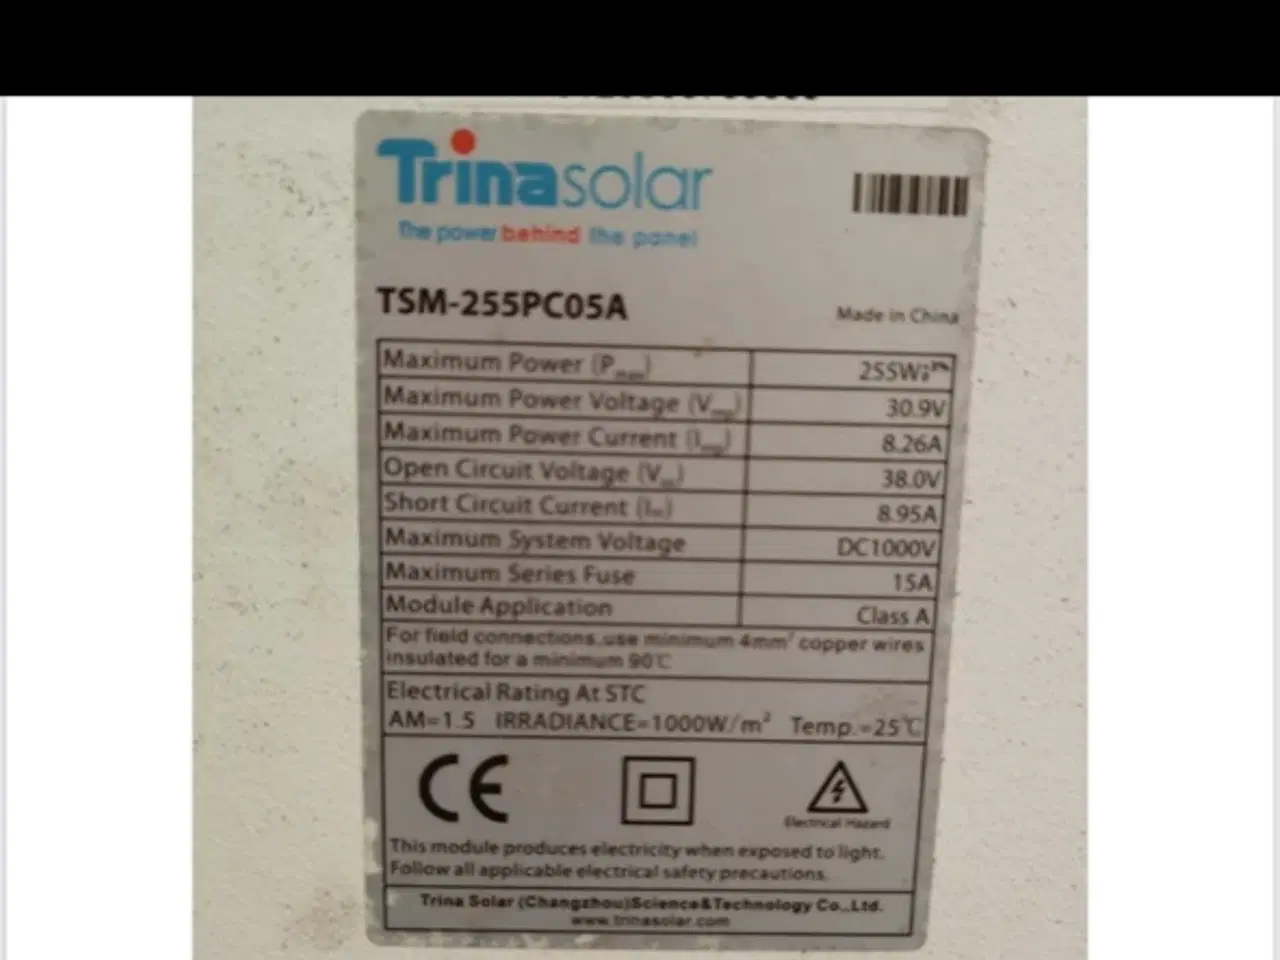 Trinasolar
The power behind the panel
TSM-255PC05A
Made in China
Maximum Power (Pmax) 255W
Maximum Power Voltage (Vmp) 30.9V
Maximum Power Current (Imp) 8.26A
Open Circuit Voltage (Voc) 38.0V
Short Circuit Current (Isc) 8.95A
Maximum System Voltage DC1000V
Maximum Series Fuse 15A
Module Application Class A
For field connections,use minimum 4mm² copper wires
insulated for a minimum 90℃
Electrical Rating At STC
AM=1.5 IRRADIANCE=1000W/m² Temp.=25℃
CE
Electrical Hazard
This module produces electricity when exposed to light.
Follow all applicable electrical safety precautions.
Trina Solar (Changzhou)Science&Technology Co.,Ltd.
www.trinasolar.com